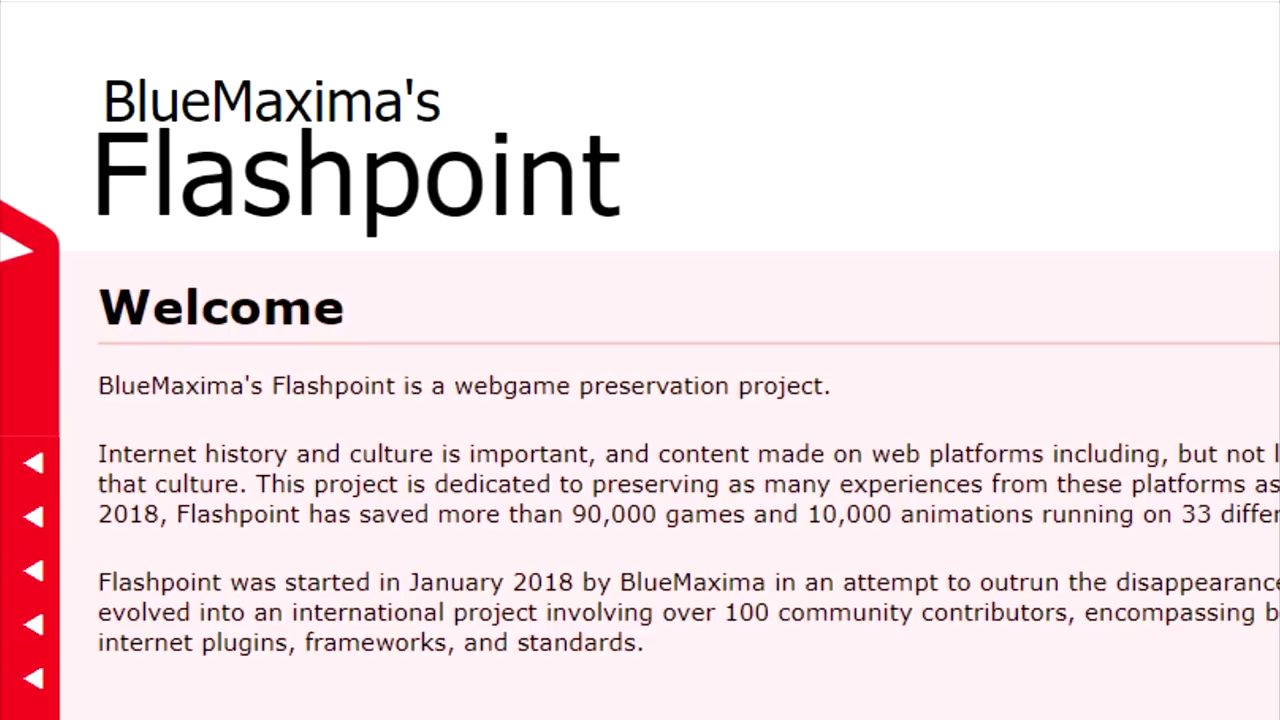 BlueMaxima's
Flashpoint
Welcome
BlueMaxima's Flashpoint is a webgame preservation project.
Internet history and culture is important, and content made on web platforms including, but not
that culture. This project is dedicated to preserving as many experiences from these platforms as
2018, Flashpoint has saved more than 90,000 games and 10,000 animations running on 33
Flashpoint was started in January 2018 by BlueMaxima in an attempt to outrun the
evolved into an international project involving over 100 community contributors, encompassing
internet plugins, frameworks, and standards.